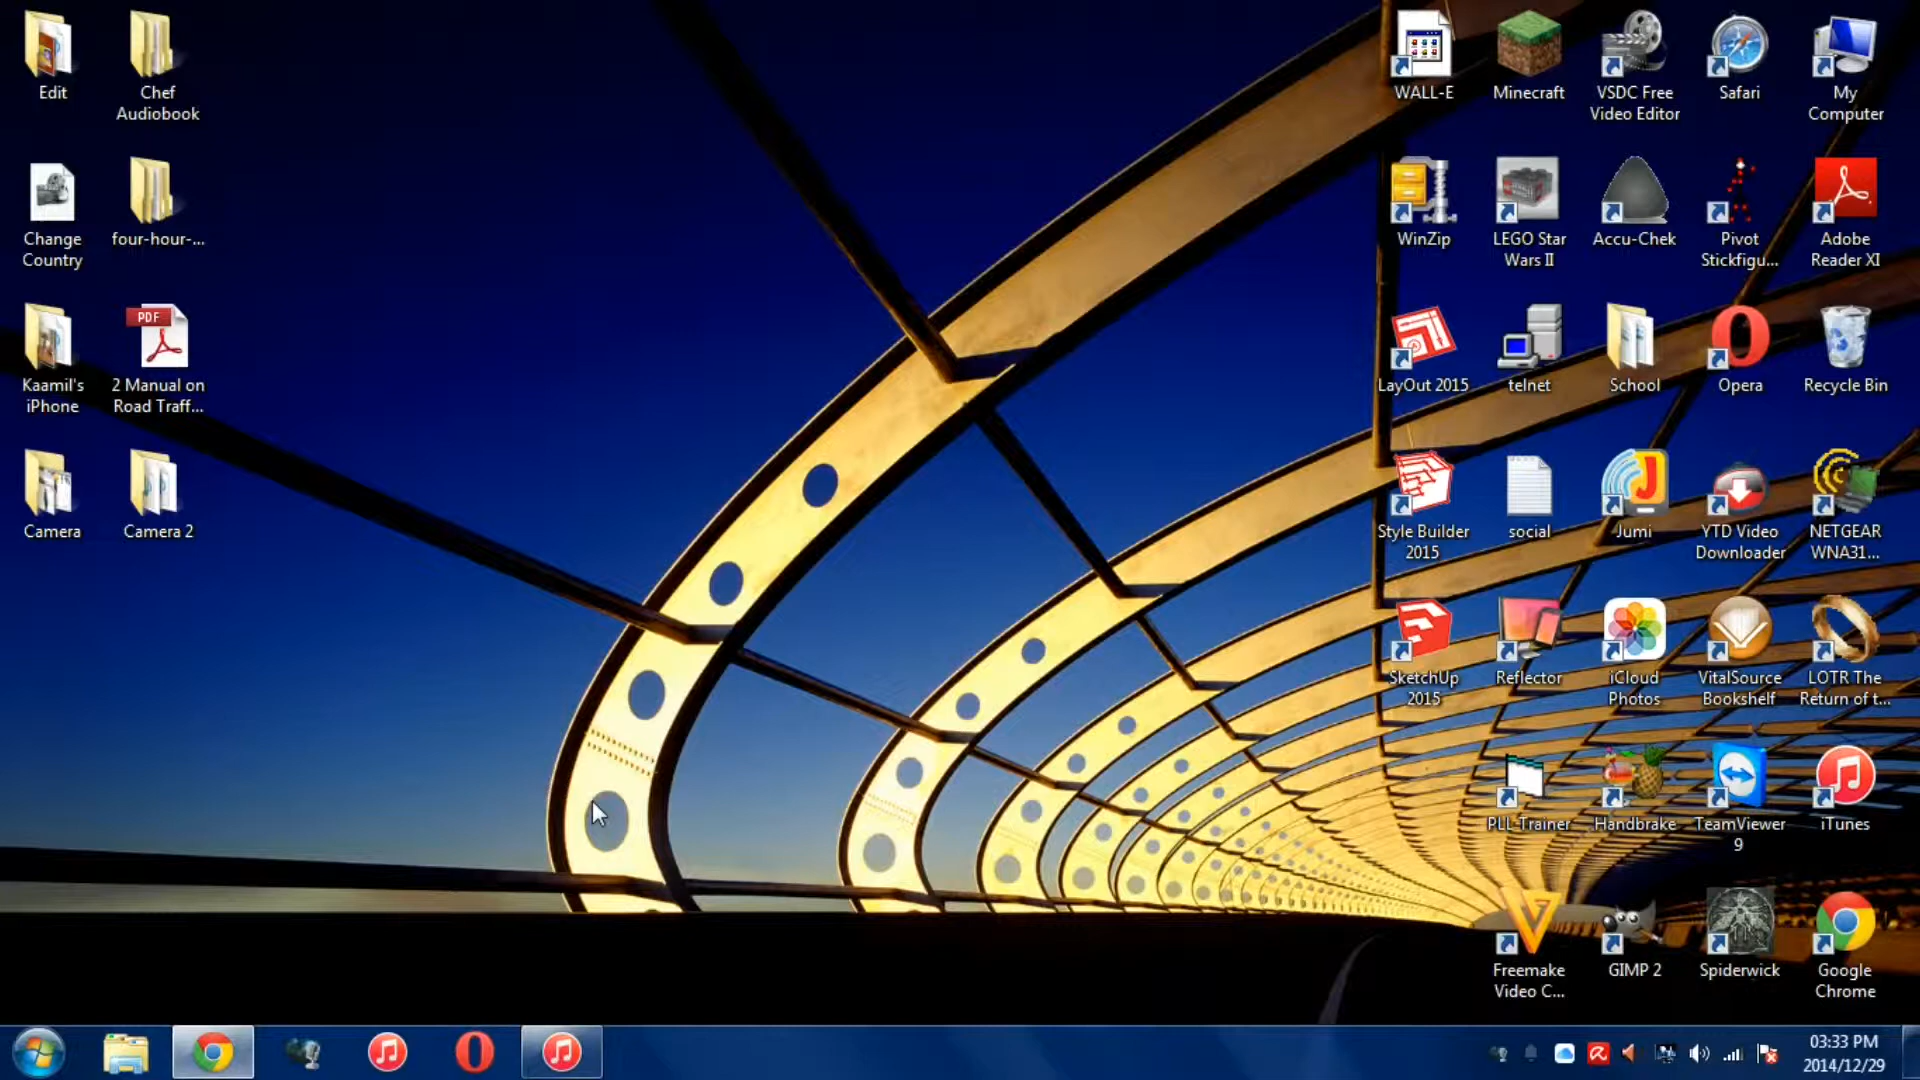 Edit
Chef
Audiobook
Change
Country
four-hour-...
Kaamil's
iPhone
PDF
2 Manual on
Road Traff...
Camera
Camera 2
WALL-E
Minecraft
VSDC Free
Video Editor
Safari
My
Computer
WinZip
LEGO Star
Wars II
Accu-Chek
Pivot
Stickfigu...
Adobe
Reader XI
LayOut 2015
telnet
School
Opera
Recycle Bin
Style Builder
2015
social
Jumi
YTD Video
Downloader
NETGEAR
WNA31...
SketchUp
2015
Reflector
iCloud
Photos
VitalSource
Bookshelf
LOTR The
Return of t...
PLL Trainer
Handbrake
TeamViewer
9
iTunes
Freemake
Video C...
GIMP 2
Spiderwick
Google
Chrome
03:33 PM
2014/12/29